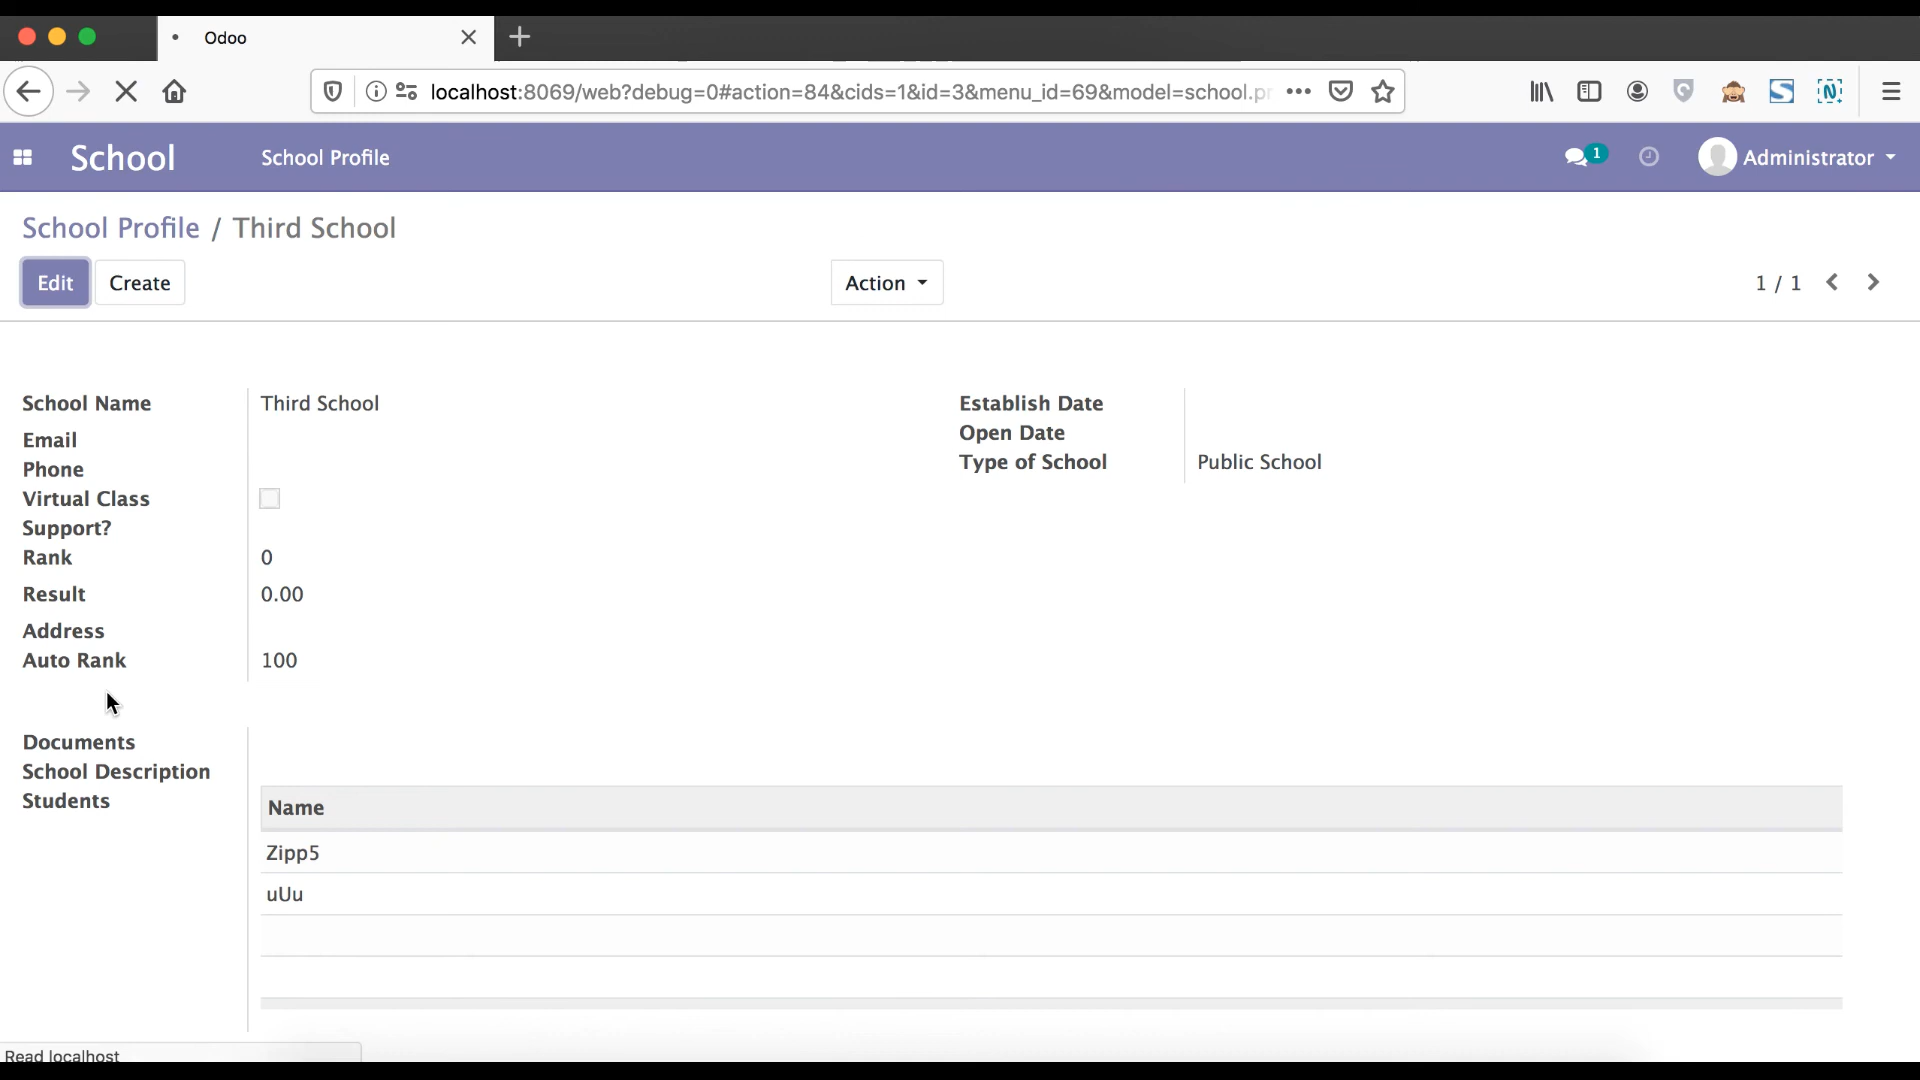 Odoo
localhost:8069/web?debug=0#action=84&cids=1&id=3&menu_id=69&model=school.pr
School
School Profile
1
Administrator
School Profile / Third School
Edit
Create
Action
1 / 1
School Name
Third School
Email
Phone
Virtual Class
Support?
Rank
0
Result
0.00
Address
Auto Rank
100
Establish Date
Open Date
Type of School
Public School
Documents
School Description
Students
Name
Zipp5
uUu
Read localhost